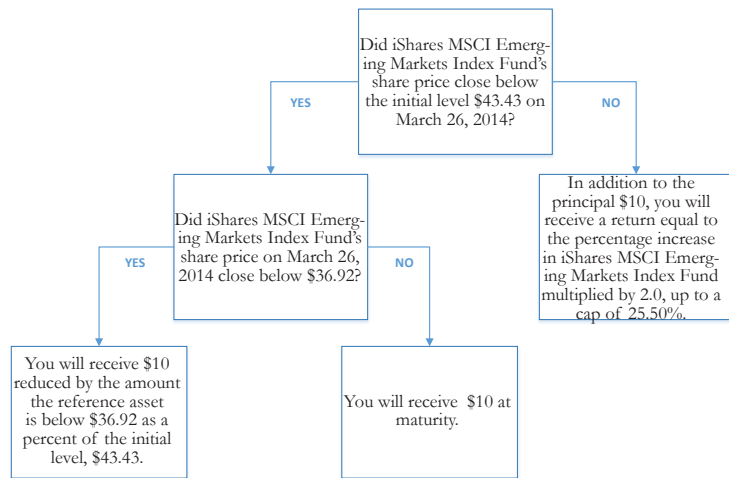 Did iShares MSCI Emerg-
ing Markets Index Fund's
share price close below
the initial level $43.43 on
March 26, 2014?
YES
NO
Did iShares MSCI Emerg-
ing Markets Index Fund's
share price on March 26,
2014 close below $36.92?
In addition to the
principal $10, you will
receive a return equal to
the percentage increase
in iShares MSCI Emerg-
ing Markets Index Fund
multiplied by 2.0, up to a
cap of 25.50%.
YES
NO
You will receive $10
reduced by the amount
the reference asset
is below $36.92 as a
percent of the initial
level, $43.43.
You will receive $10 at
maturity.